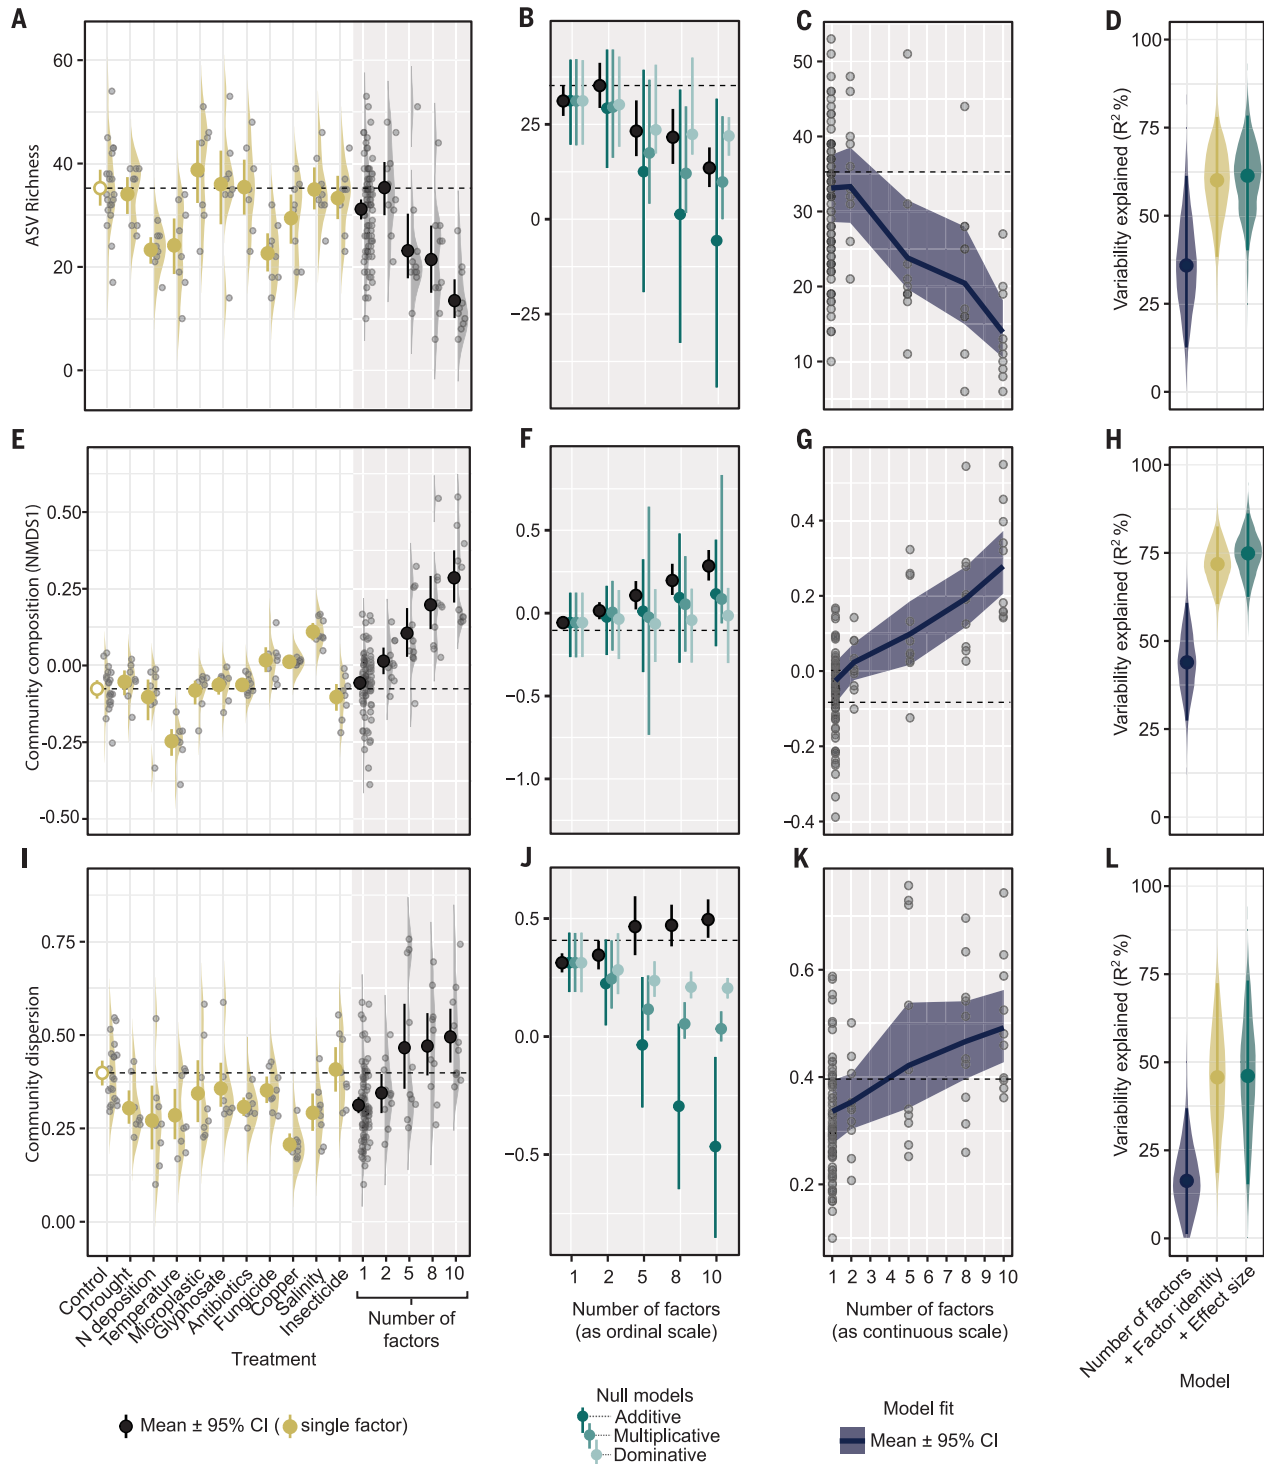 A
B
C
D
ASV Richness
60
40
20
0
25
0
−25
50
40
30
20
10
Variability explained (R² %)
100
75
50
25
0
E
F
G
H
Community composition (NMDS1)
0.50
0.25
0.00
-0.25
-0.50
0.5
0.0
−0.5
−1.0
0.4
0.2
0.0
−0.2
−0.4
Variability explained (R² %)
100
75
50
25
0
I
J
K
L
Community dispersion
0.75
0.50
0.25
0.00
0.5
0.0
−0.5
0.6
0.4
0.2
Variability explained (R² %)
100
75
50
25
0
Control
Drought
N deposition
Temperature
Microplastic
Glyphosate
Antibiotics
Fungicide
Copper
Salinity
Insecticide
1 2 5 8 10
Number of
factors
Treatment
1 2 5 8 10
Number of factors
(as ordinal scale)
1 2 3 4 5 6 7 8 9 10
Number of factors
(as continuous scale)
Number of factors
+ Factor identity
+ Effect size
Model
Mean ± 95% CI ( single factor)
Null models
Additive
Multiplicative
Dominative
Model fit
Mean ± 95% CI